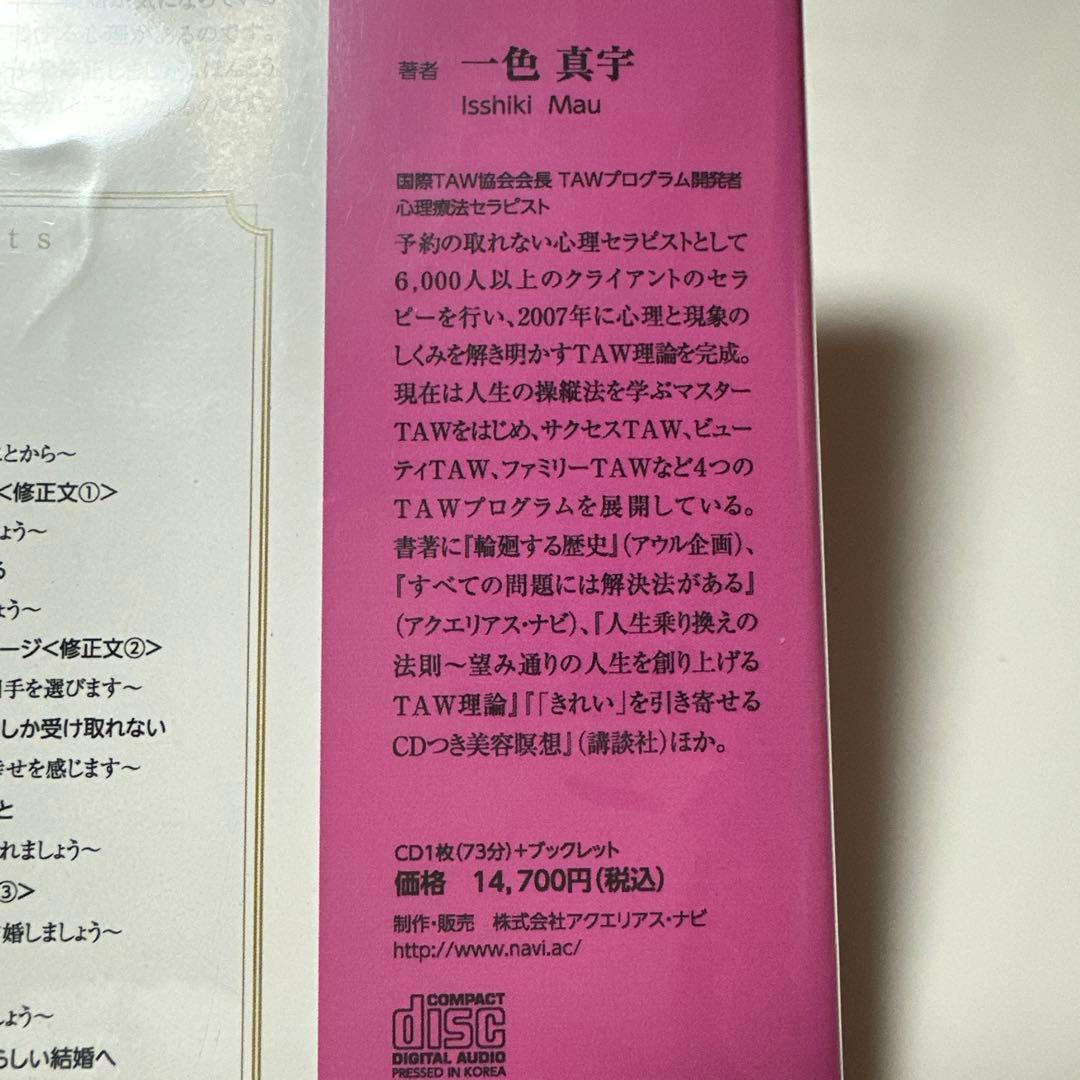 著者 一色 真宇
Isshiki Mau
国際TAW協会会長 TAWプログラム開発者
心理療法セラピスト
予約の取れない心理セラピストとして
6,000人以上のクライアントのセラ
ピーを行い、2007年に心理と現象の
しくみを解き明かすTAW理論を完成。
現在は人生の操縦法を学ぶマスター
TAWをはじめ、サクセスTAW、ビュー
ティTAW、ファミリーTAWなど4つの
TAWプログラムを展開している。
書著に『輪廻する歴史』(アウル企画)、
『すべての問題には解決法がある』
(アクエリアス・ナビ)、『人生乗り換えの
法則～望み通りの人生を創り上げる
TAW理論』『「きれい」を引き寄せる
CDつき美容瞑想』(講談社)ほか。
CD1枚(73分)+ブックレット
価格 14,700円(税込)
制作・販売 株式会社アクエリアス・ナビ
http://www.navi.ac/
COMPACT
disc
DIGITAL AUDIO
PRESSED IN KOREA
心理があるのです。
ts
とから～
<修正文①>
ょう～
る
ょう～
ージ<修正文②>
手を選びます～
しか受け取れない
せを感じます～
と
れましょう～
③>
婚しましょう～
ょう～
らしい結婚へ